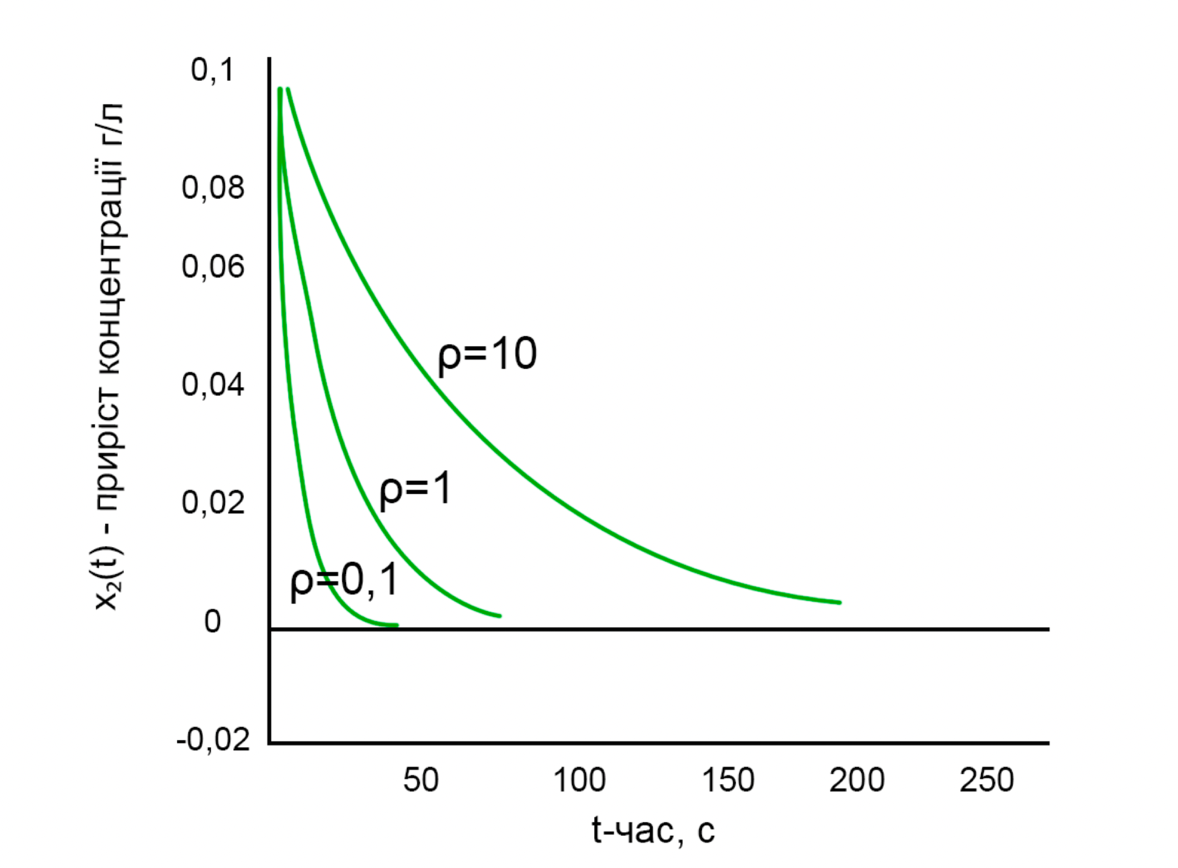 0,1
0,08
0,06
0,04
0,02
0
-0,02
x₂(t) - приріст концентрації г/л
ρ=10
ρ=1
ρ=0,1
50 100 150 200 250
t-час, с